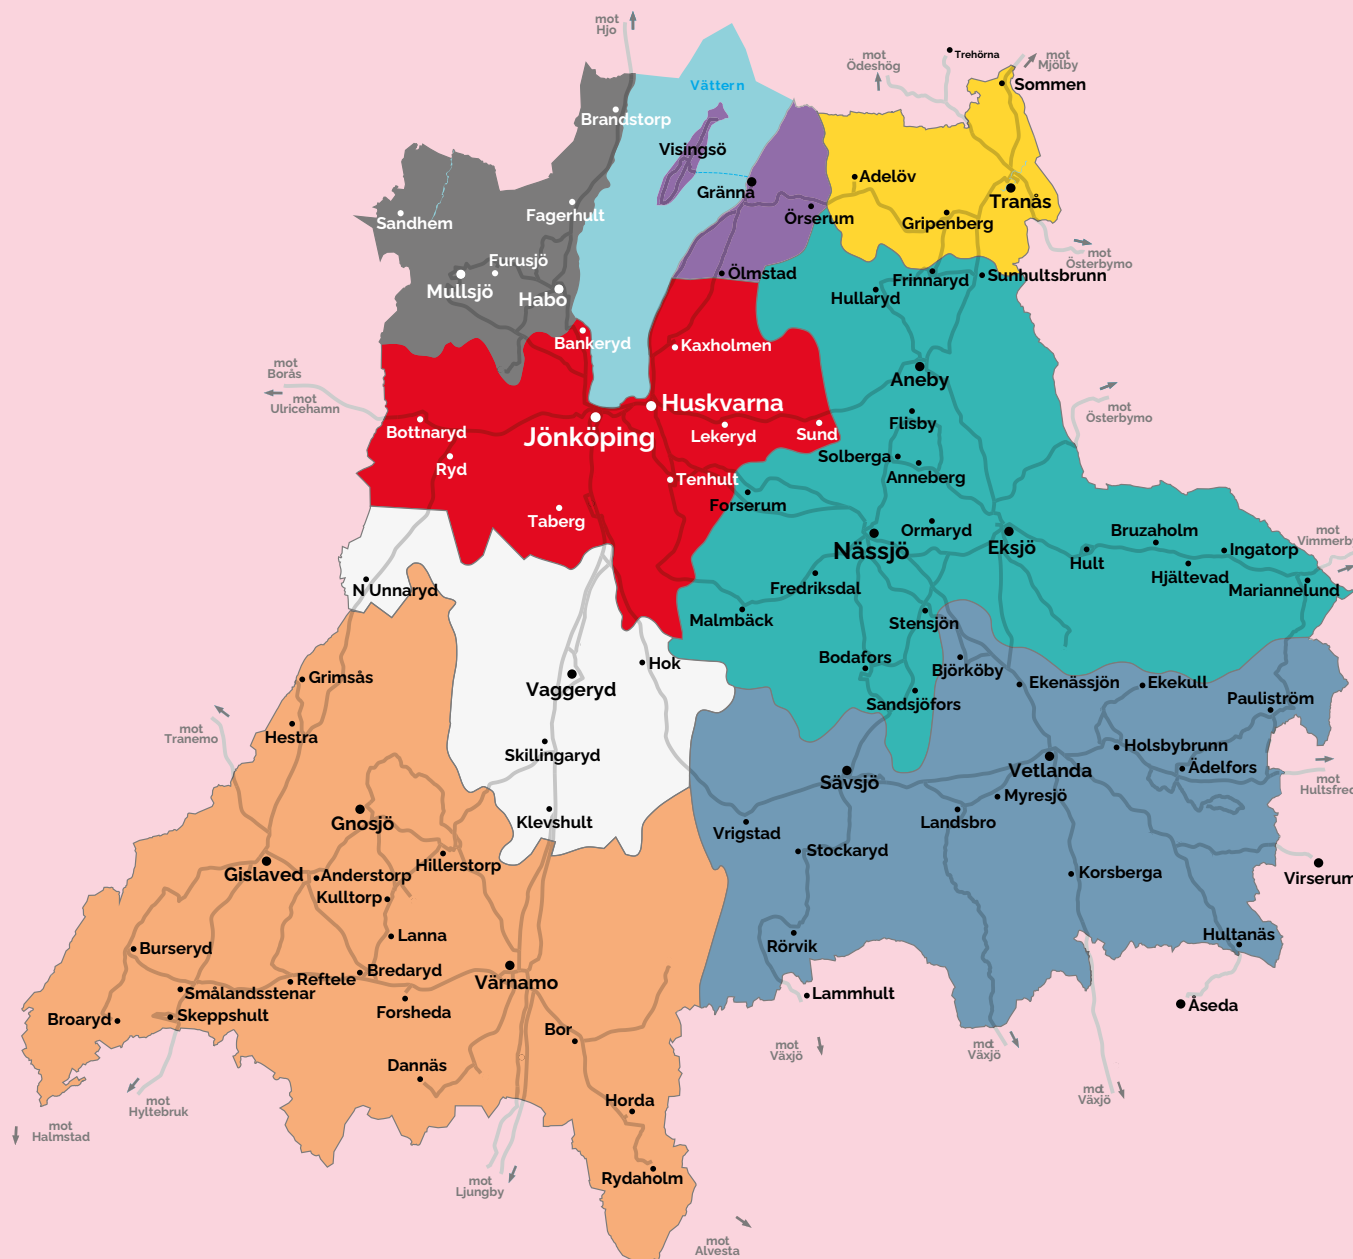 mot
Hjo
mot
Ödeshög
Trehörna
mot
Mjölby
Sommen
Vättern
Brandstorp
Visingsö
Gränna
Adelöv
Tranås
Sandhem
Fagerhult
Örserum
Gripenberg
mot
Österbymo
Furusjö
Mullsjö
Habo
Ölmstad
Frinnaryd
Sunhultsbrunn
Hullaryd
Bankeryd
Kaxholmen
mot
Borås
mot
Ulricehamn
Aneby
Huskvarna
mot
Österbymo
Bottnaryd
Jönköping
Lekeryd
Sund
Flisby
Ryd
Solberga
Anneberg
Tenhult
Forserum
Taberg
Ormaryd
Bruzaholm
mot
Vimmerby
Nässjö
Eksjö
Hult
Ingatorp
Hjältevad
N Unnaryd
Fredriksdal
Mariannelund
Malmbäck
Stensjön
Hok
Bodafors
Björköby
Grimsås
Vaggeryd
Ekenässjön
Ekekull
Sandsjöfors
Pauliström
mot
Tranemo
Hestra
Skillingaryd
Holsbybrunn
Sävsjö
Vetlanda
Ädelfors
mot
Hultsfred
Myresjö
Gnosjö
Klevshult
Vrigstad
Landsbro
Stockaryd
Hillerstorp
Gislaved
Anderstorp
Korsberga
Virserum
Kulltorp
Lanna
Burseryd
Rörvik
Hultanäs
Bredaryd
Reftele
Värnamo
Smålandsstenar
Lammhult
Åseda
Broaryd
Skeppshult
Forsheda
Bor
mot
Växjö
mot
Växjö
Dannäs
mot
Växjö
mot
Hyltebruk
Horda
mot
Halmstad
Rydaholm
mot
Ljungby
mot
Alvesta